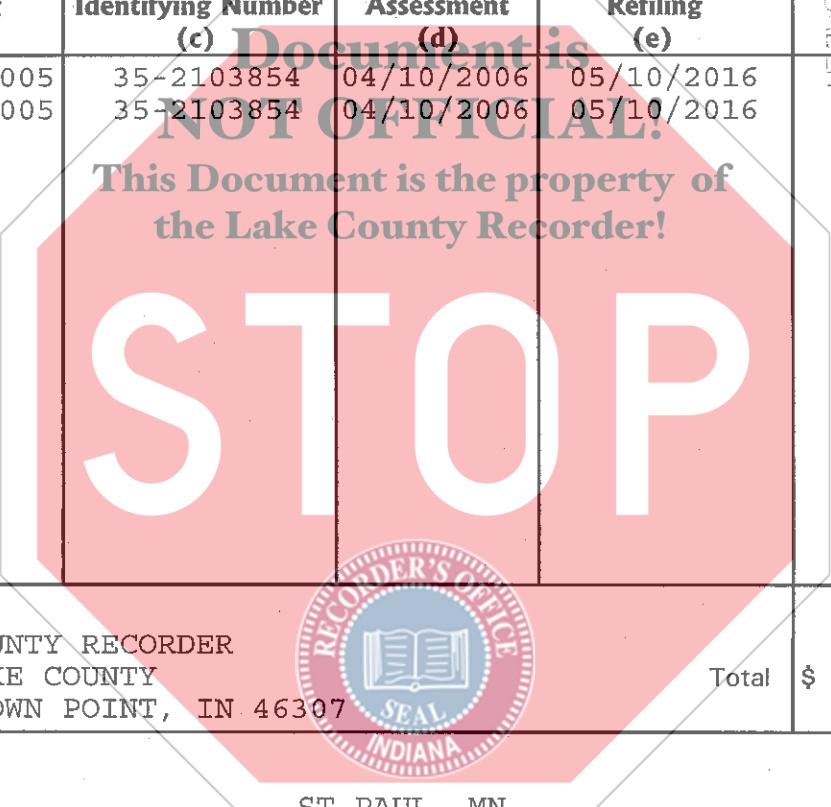 Identifying Number Assessment Refiling
(c) (d) (e)
Document is
005 35-2103854 04/10/2006 05/10/2016
005 35-2103854 04/10/2006 05/10/2016
NOT OFFICIAL!
This Document is the property of
the Lake County Recorder!
STOP
RECORDER'S OFFICE
SEAL
INDIANA
UNTY RECORDER
KE COUNTY
OWN POINT, IN 46307
Total $
ST. PAUL, MN